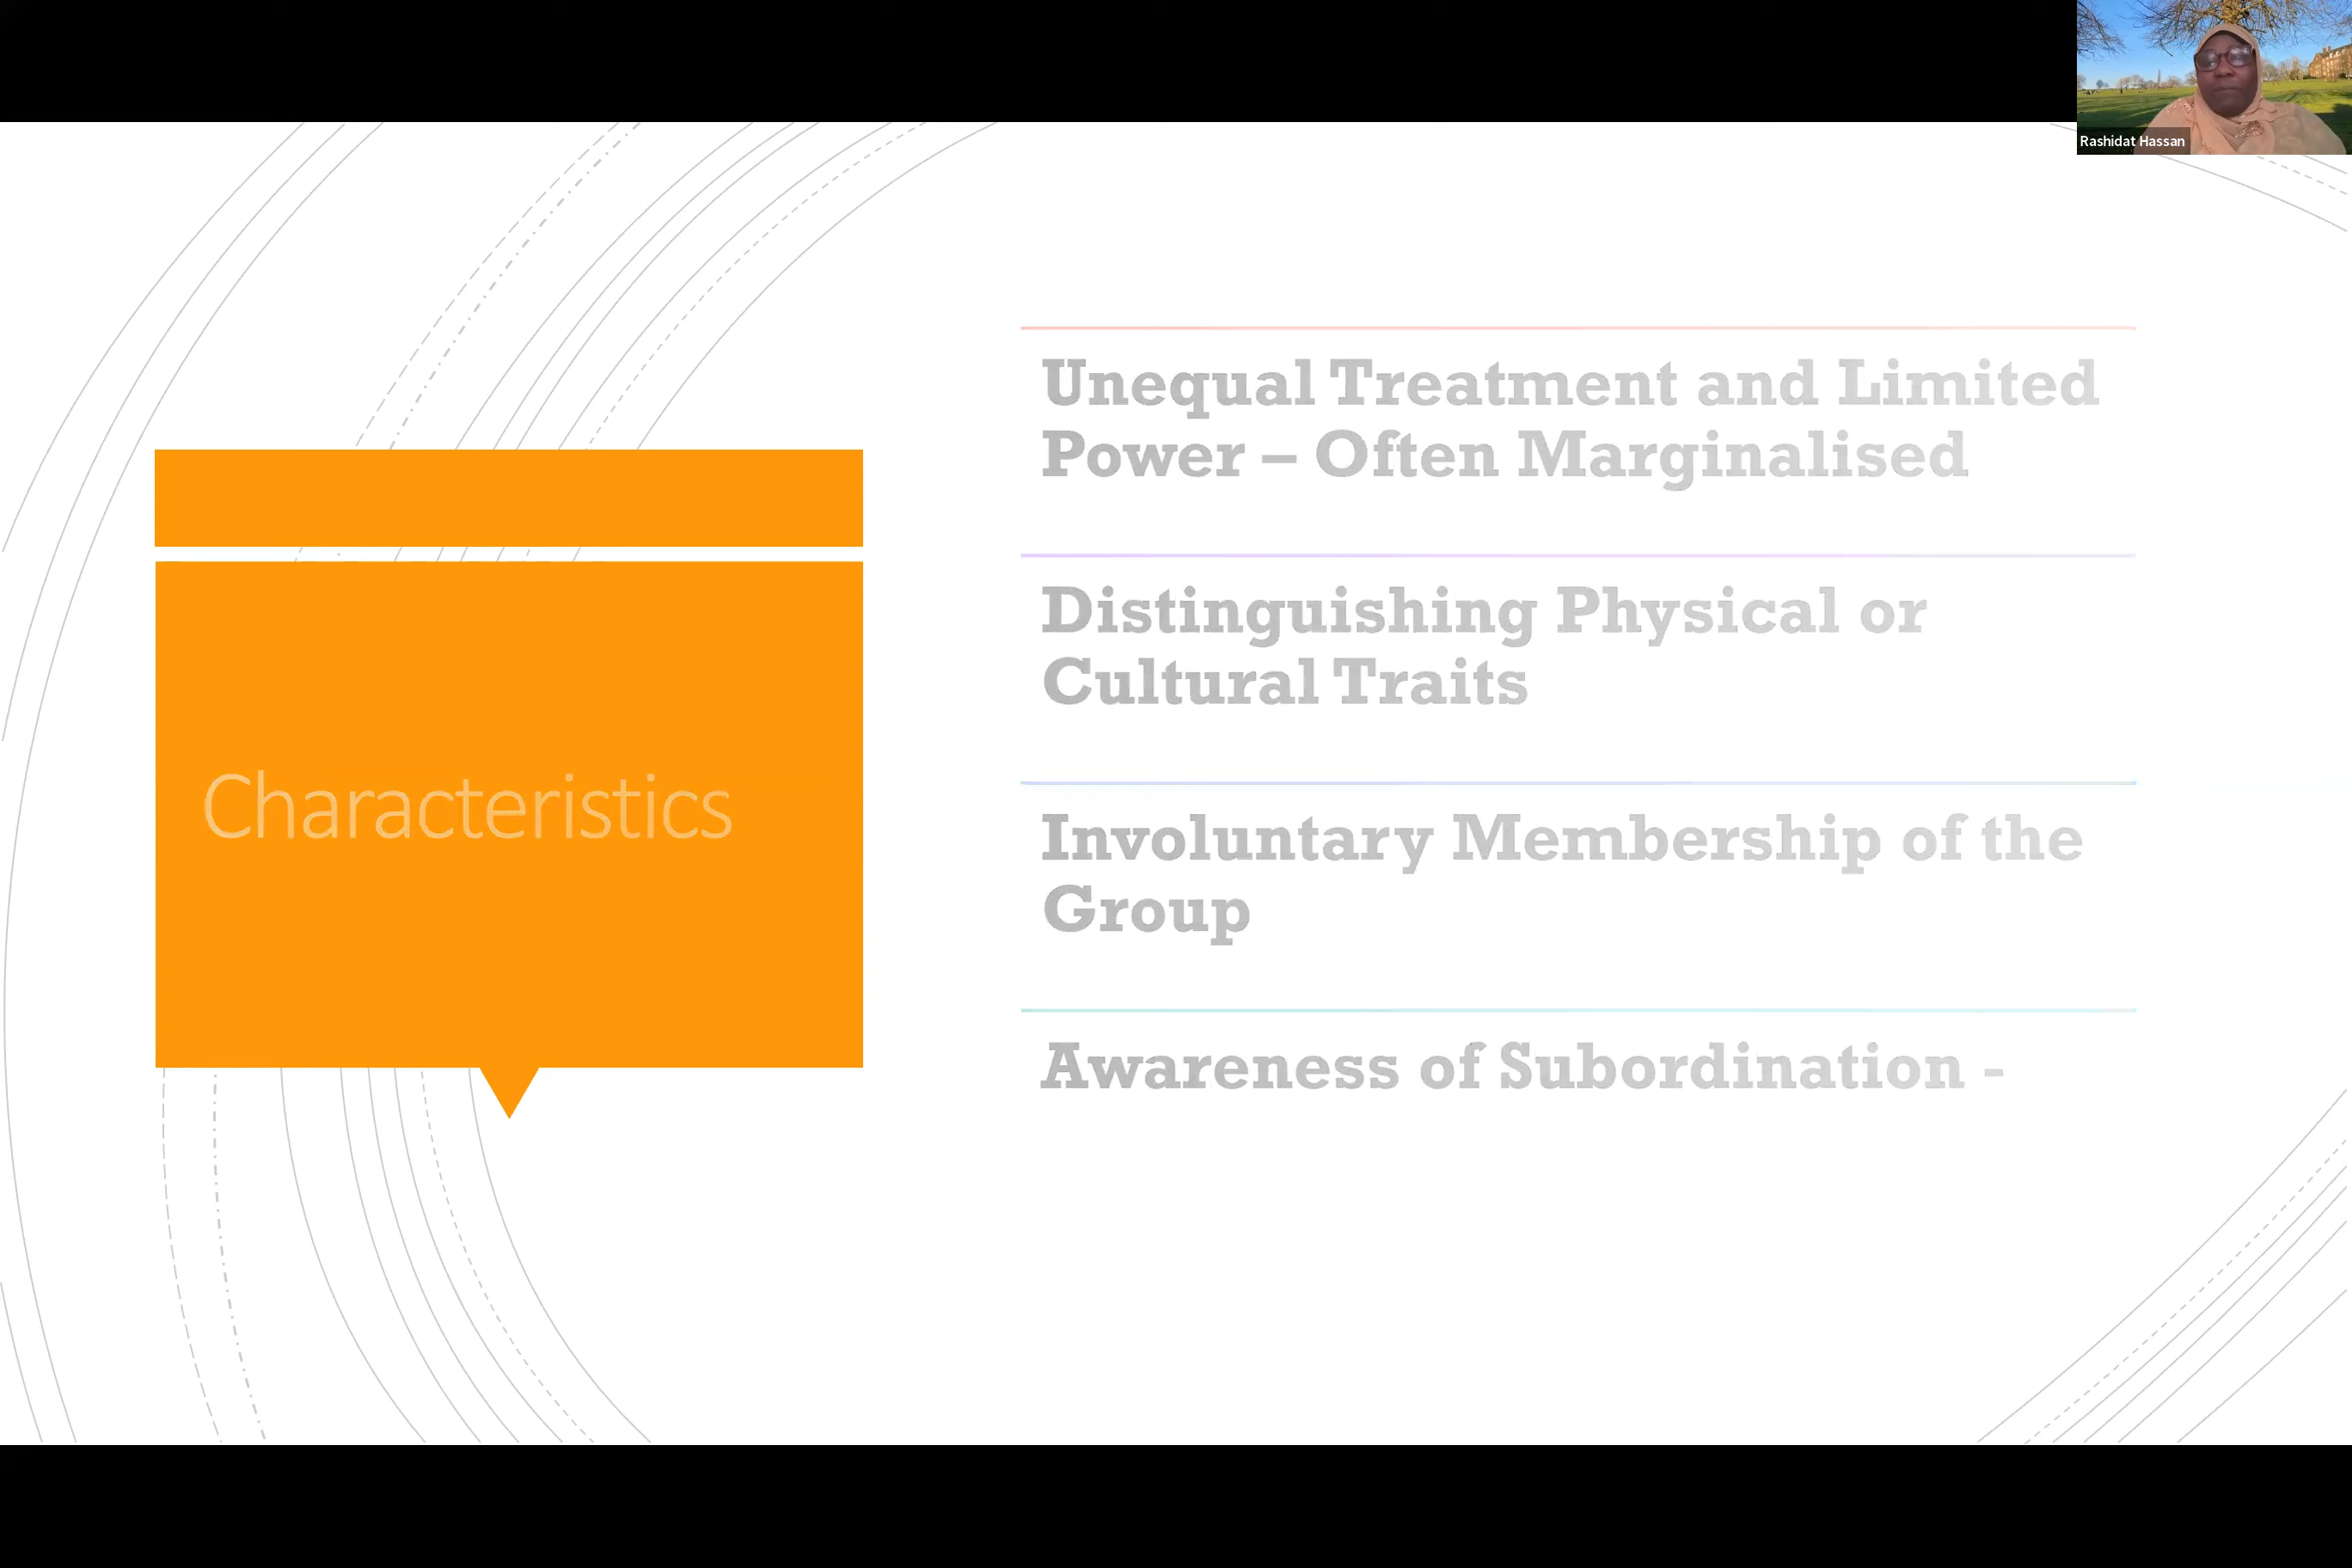 Rashidat Hassan
Characteristics
Unequal Treatment and Limited
Power – Often Marginalised
Distinguishing Physical or
Cultural Traits
Involuntary Membership of the
Group
Awareness of Subordination -